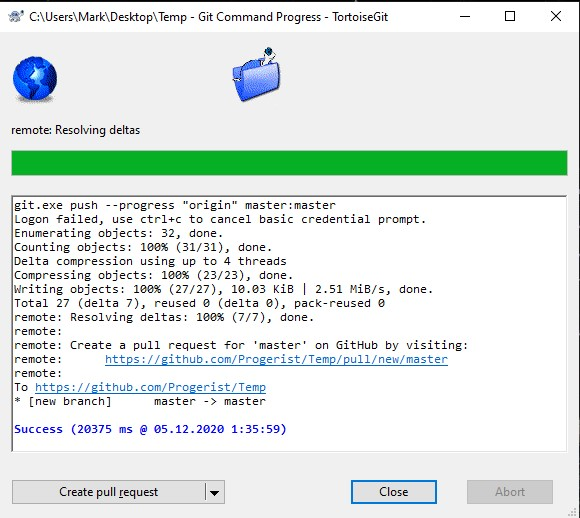 C:\Users\Mark\Desktop\Temp - Git Command Progress - TortoiseGit
remote: Resolving deltas
git.exe push --progress "origin" master:master
Logon failed, use ctrl+c to cancel basic credential prompt.
Enumerating objects: 32, done.
Counting objects: 100% (31/31), done.
Delta compression using up to 4 threads
Compressing objects: 100% (23/23), done.
Writing objects: 100% (27/27), 10.03 KiB | 2.51 MiB/s, done.
Total 27 (delta 7), reused 0 (delta 0), pack-reused 0
remote: Resolving deltas: 100% (7/7), done.
remote:
remote: Create a pull request for 'master' on GitHub by visiting:
remote:      https://github.com/Progerist/Temp/pull/new/master
remote:
To https://github.com/Progerist/Temp
* [new branch]      master -> master
Success (20375 ms @ 05.12.2020 1:35:59)
Create pull request
Close
Abort